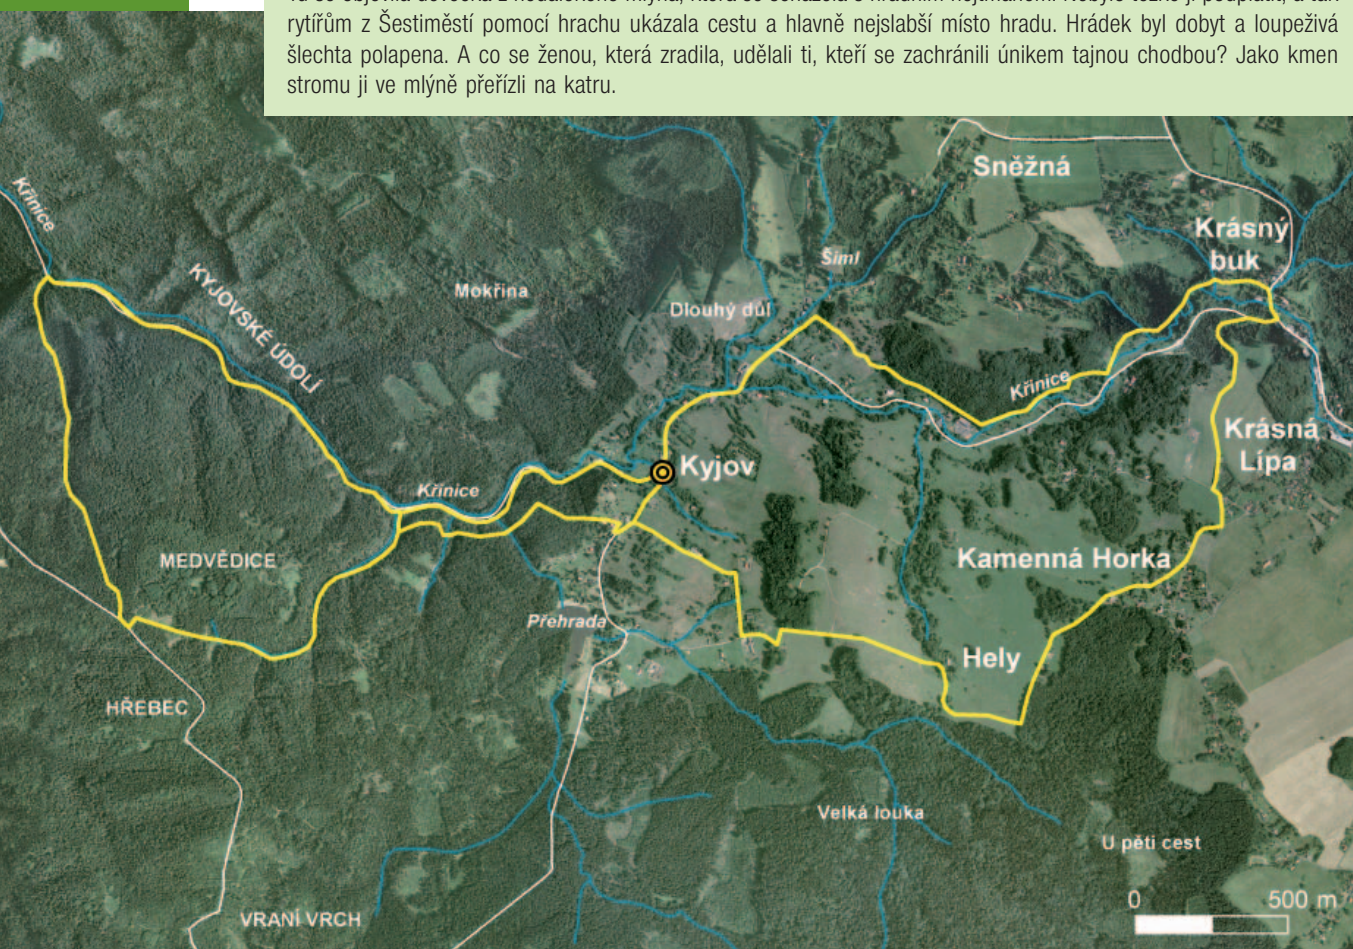 rytířům z Šestiměstí pomocí hrachu ukázala cestu a hlavně nejslabší místo hradu. Hrádek byl dobyt a loupeživá
šlechta polapena. A co se ženou, která zradila, udělali ti, kteří se zachránili únikem tajnou chodbou? Jako kmen
stromu ji ve mlýně přeřízli na katru.
Sněžná
Křinice
Krásný
buk
Šiml
KYJOVSKÉ ÚDOLÍ
Mokřina
Dlouhý důl
Křinice
Krásná
Lípa
Kyjov
Křinice
MEDVĚDICE
Kamenná Horka
Přehrada
Hely
HŘEBEC
Velká louka
U pěti cest
0 500 m
VRANÍ VRCH